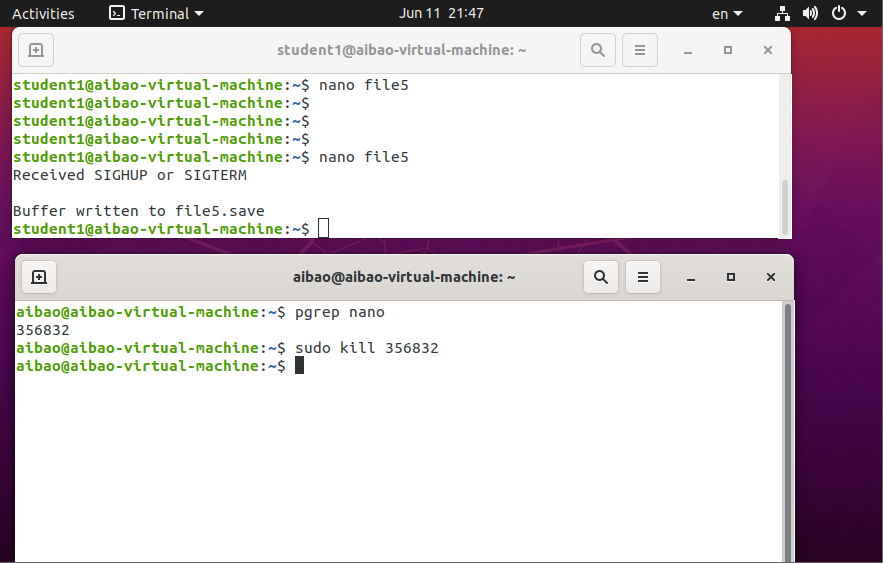 Activities Terminal Jun 11 21:47 en
student1@aibao-virtual-machine: ~
student1@aibao-virtual-machine:~$ nano file5
student1@aibao-virtual-machine:~$
student1@aibao-virtual-machine:~$
student1@aibao-virtual-machine:~$
student1@aibao-virtual-machine:~$ nano file5
Received SIGHUP or SIGTERM
Buffer written to file5.save
student1@aibao-virtual-machine:~$
aibao@aibao-virtual-machine: ~
aibao@aibao-virtual-machine:~$ pgrep nano
356832
aibao@aibao-virtual-machine:~$ sudo kill 356832
aibao@aibao-virtual-machine:~$